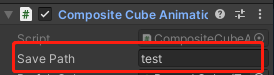 Composite Cube Animatio
Script CompositeCubeA
Save Path test